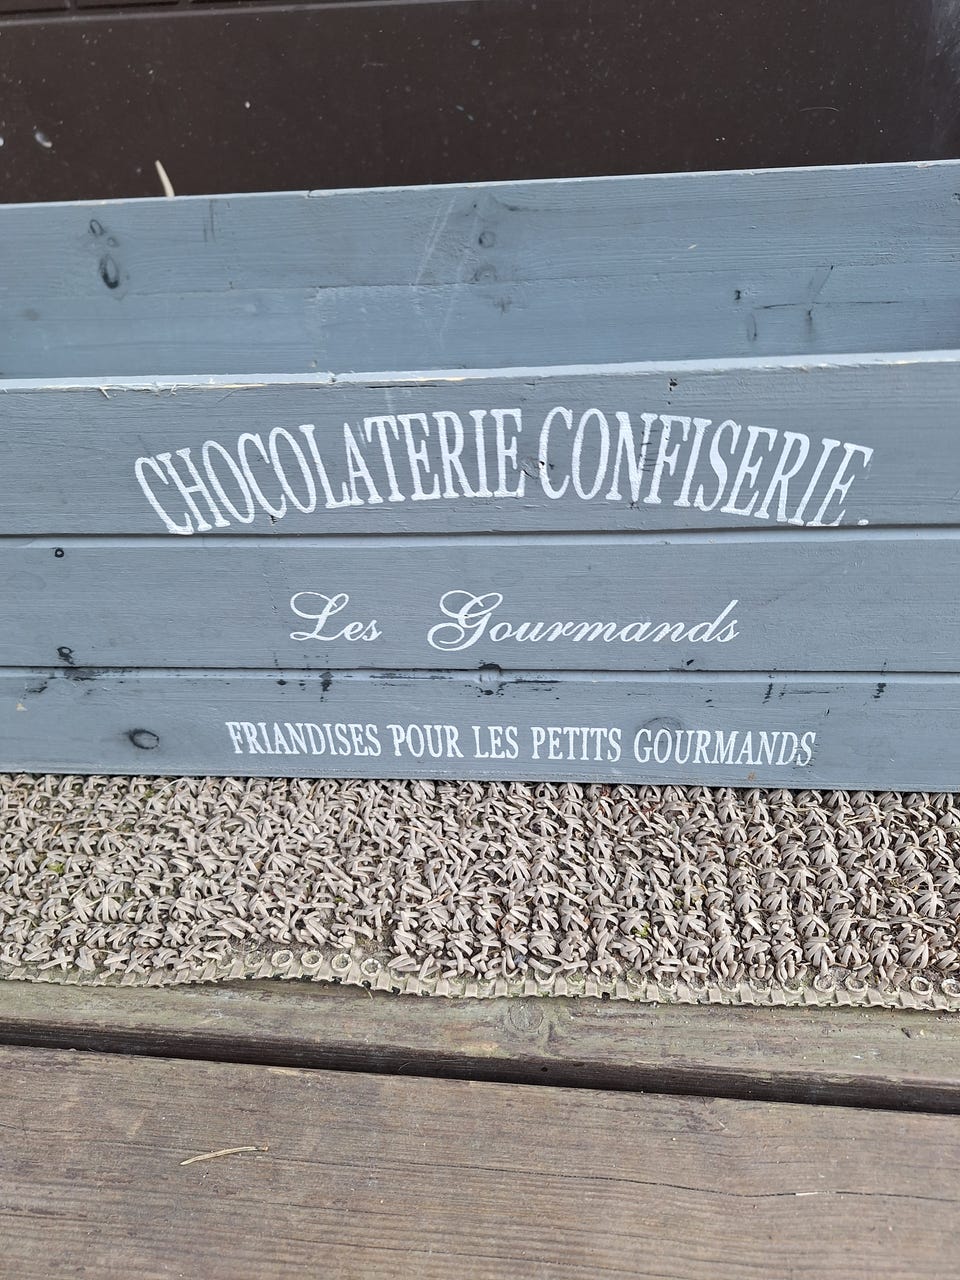 CHOCOLATERIE CONFISERIE.
Les Gourmands
FRIANDISES POUR LES PETITS GOURMANDS